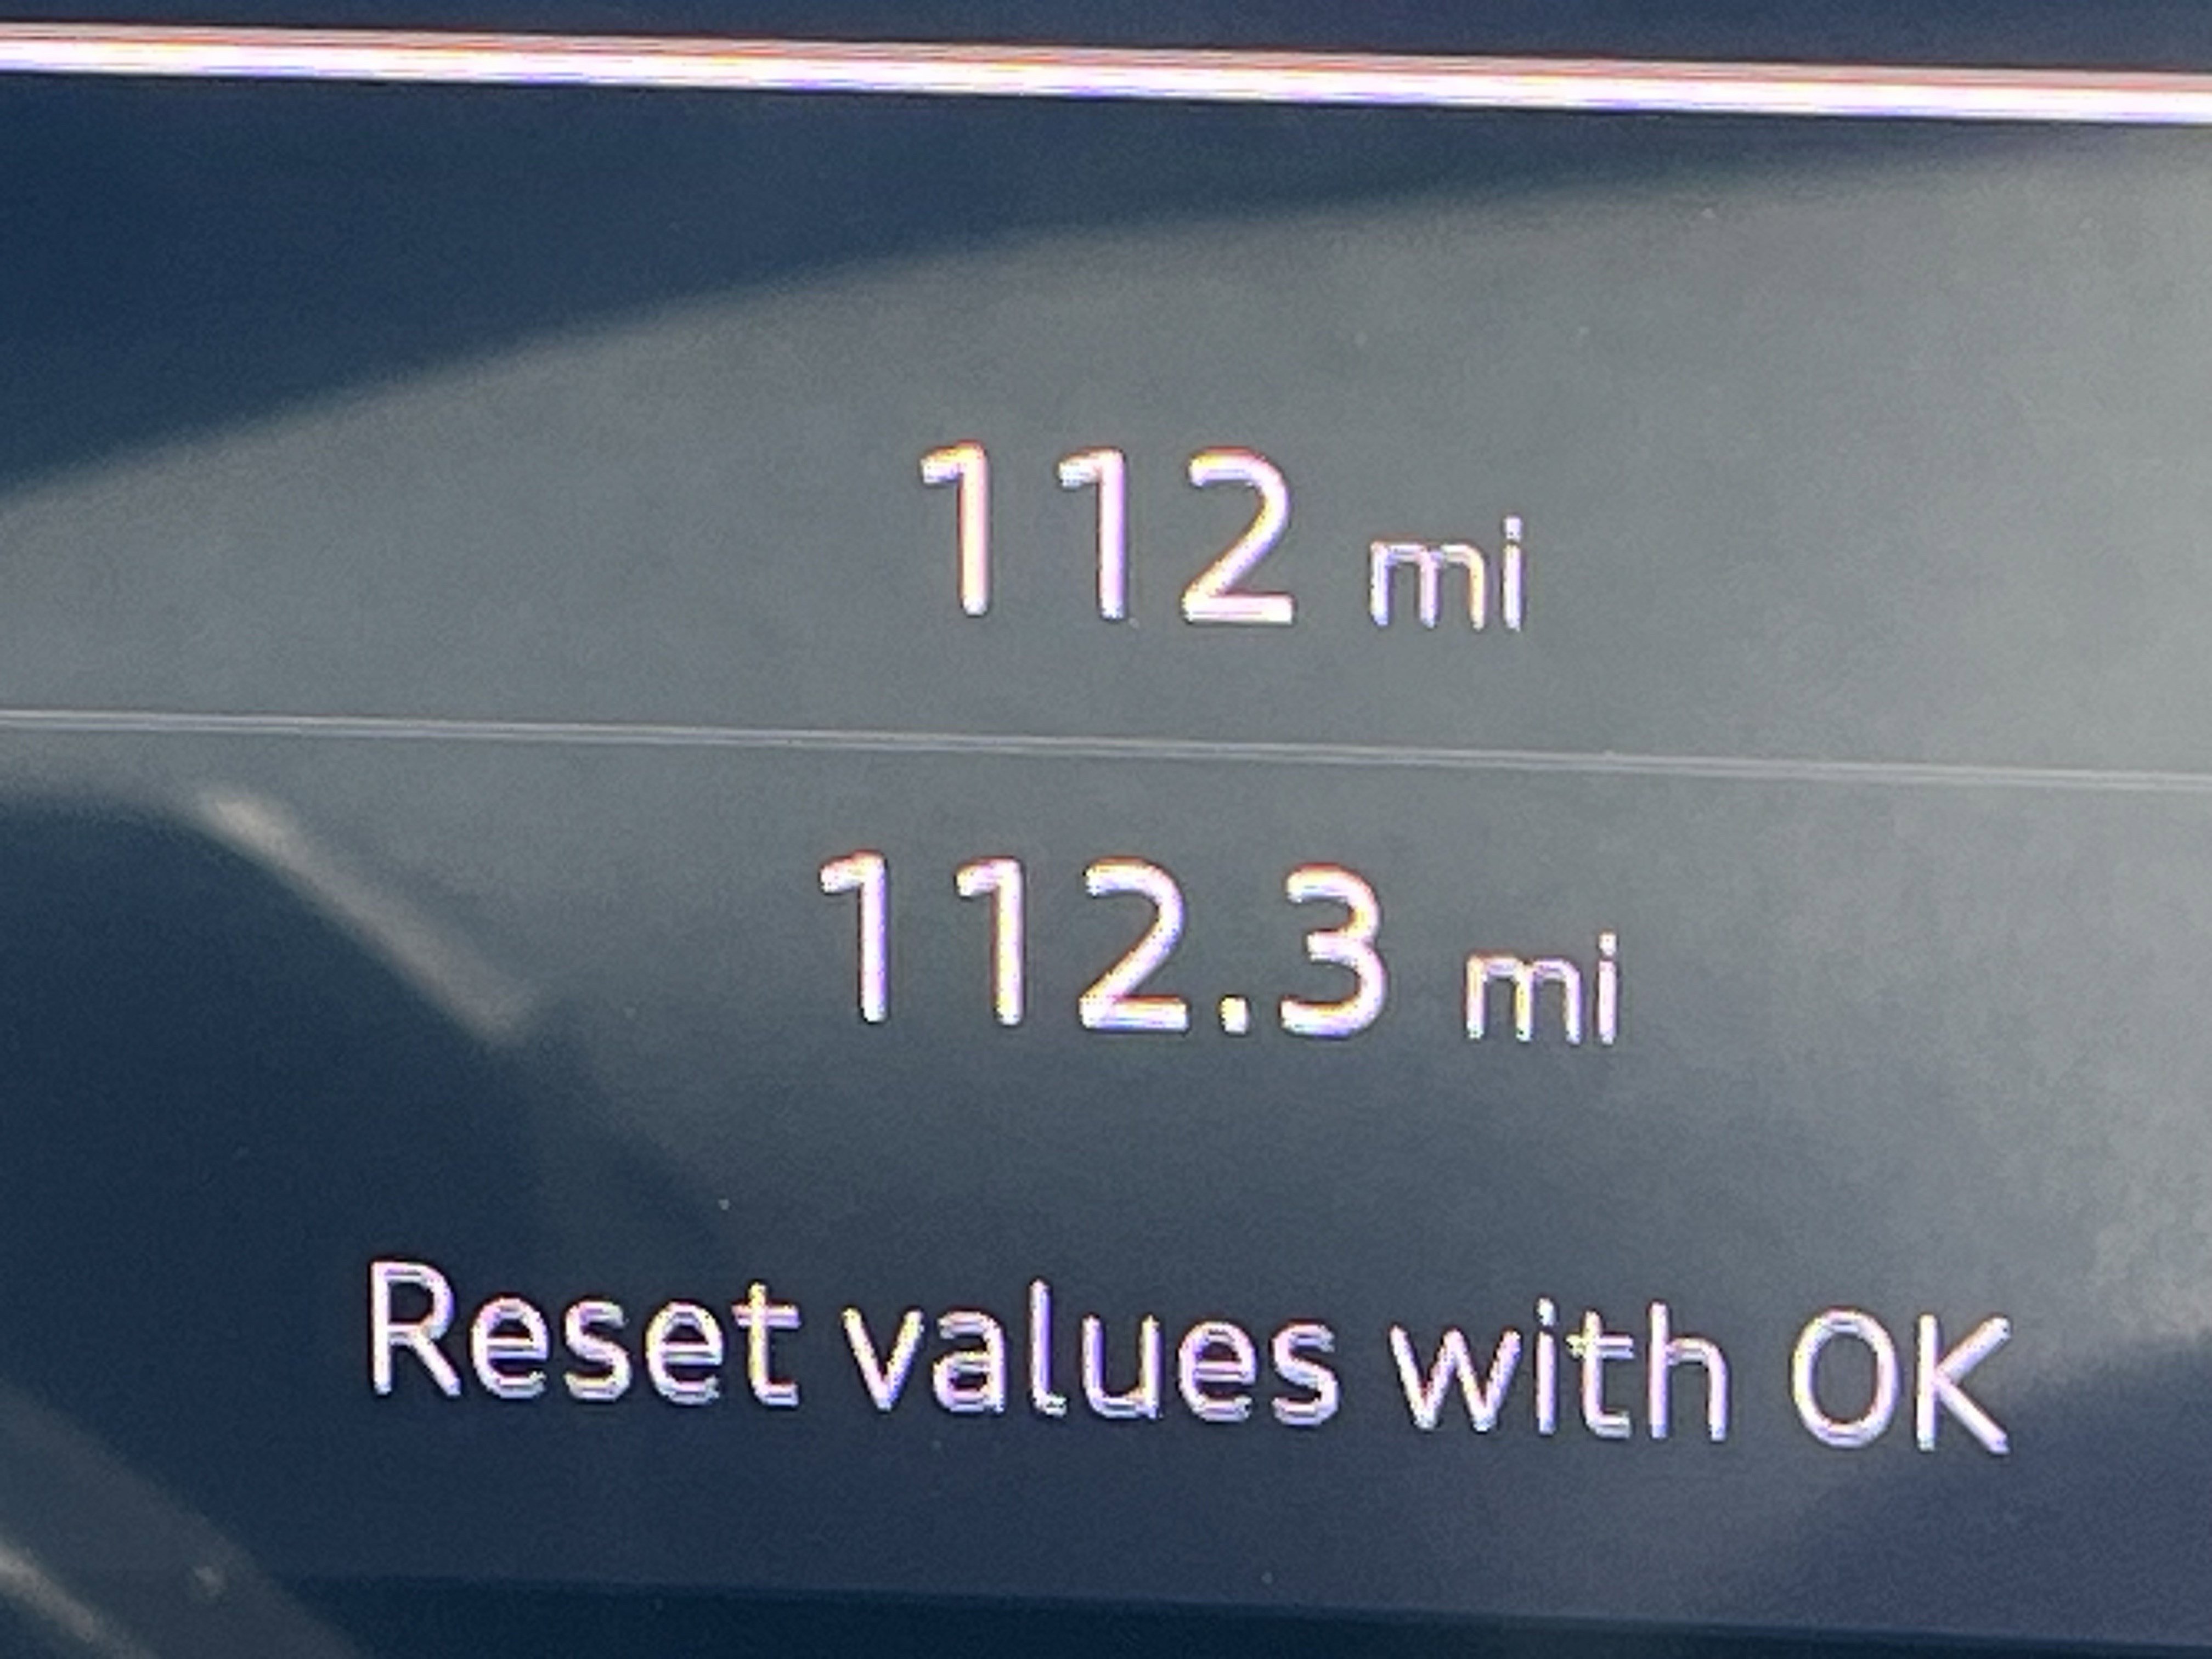 112 mi
112.3 mi
Reset values with OK